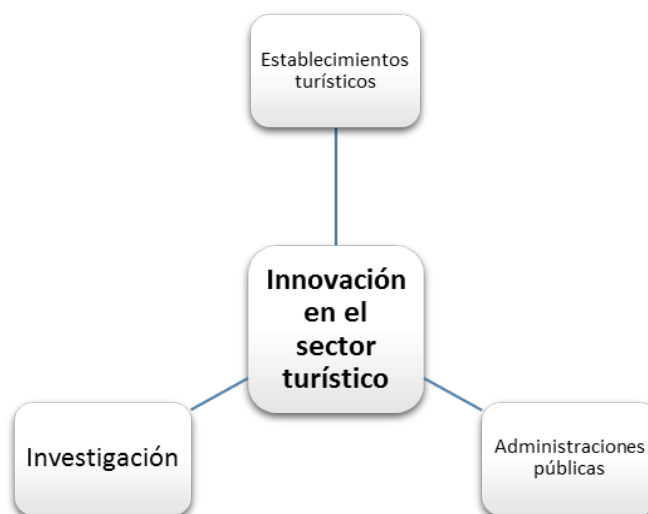 Establecimientos
turísticos
Innovación
en el
sector
turístico
Investigación
Administraciones
públicas